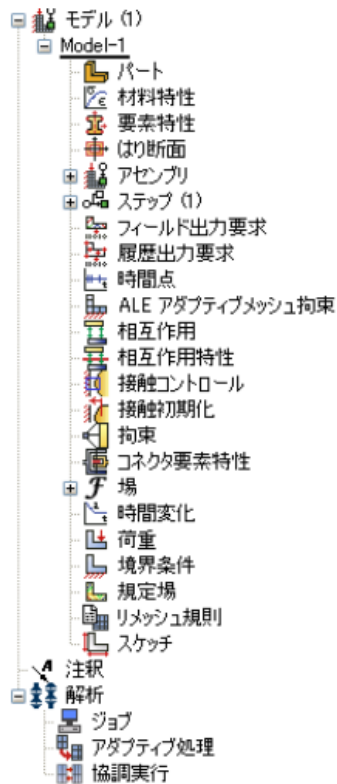 モデル (1)
Model-1
パート
材料特性
要素特性
はり断面
アセンブリ
ステップ (1)
フィールド出力要求
履歴出力要求
時間点
ALE アダプティブメッシュ拘束
相互作用
相互作用特性
接触コントロール
接触初期化
拘束
コネクタ要素特性
場
時間変化
荷重
境界条件
規定場
リメッシュ規則
スケッチ
注釈
解析
ジョブ
アダプティブ処理
協調実行